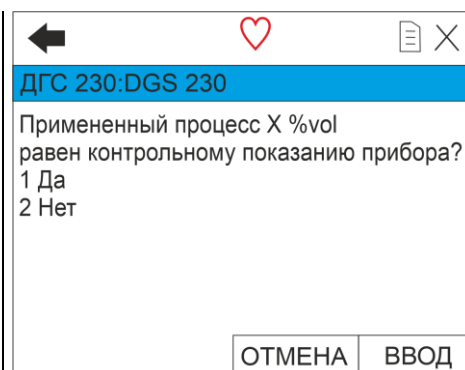 ДГС 230:DGS 230
Примененный процесс X %vol
равен контрольному показанию прибора?
1 Да
2 Нет
ОТМЕНА ВВОД